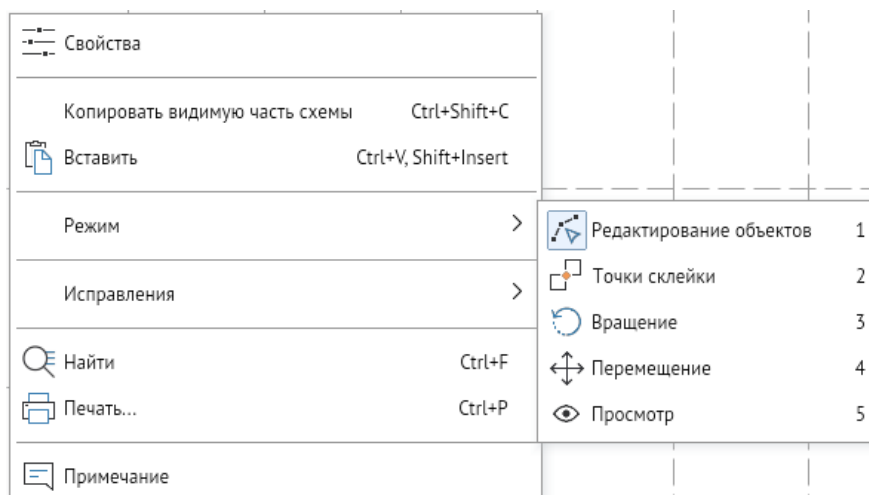 Свойства
Копировать видимую часть схемы Ctrl+Shift+C
Вставить Ctrl+V, Shift+Insert
Режим
Редактирование объектов 1
Точки склейки 2
Исправления
Вращение 3
Найти Ctrl+F
Перемещение 4
Печать... Ctrl+P
Просмотр 5
Примечание